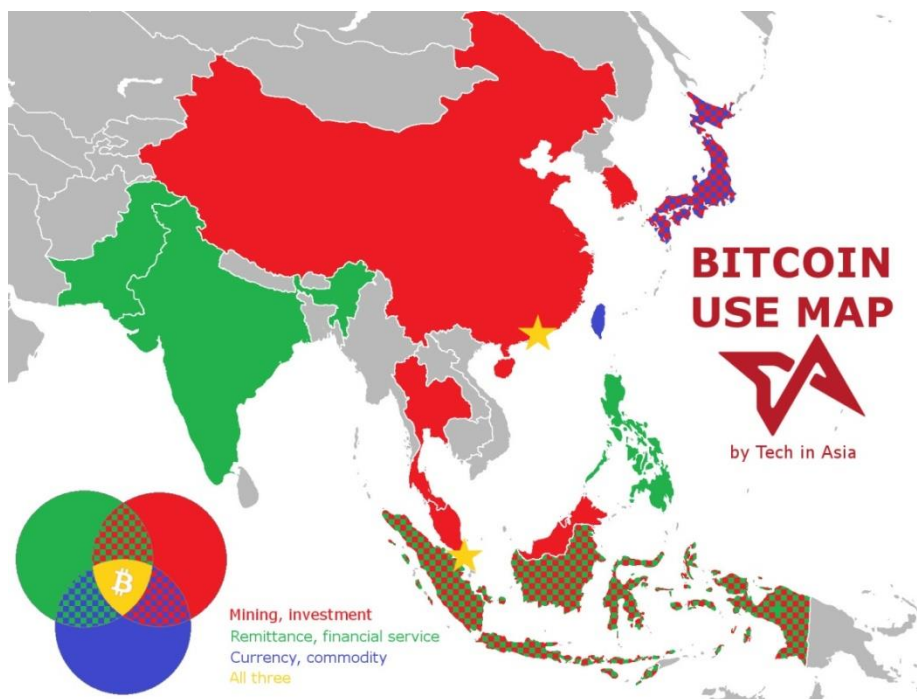 BITCOIN
USE MAP
by Tech in Asia
Mining, investment
Remittance, financial service
Currency, commodity
All three